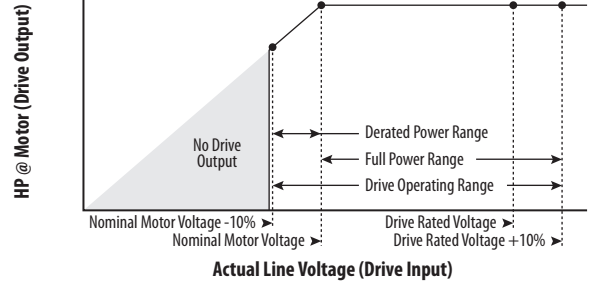 HP @ Motor (Drive Output)
No Drive
Output
Derated Power Range
Full Power Range
Drive Operating Range
Nominal Motor Voltage -10%
Drive Rated Voltage
Nominal Motor Voltage
Drive Rated Voltage +10%
Actual Line Voltage (Drive Input)